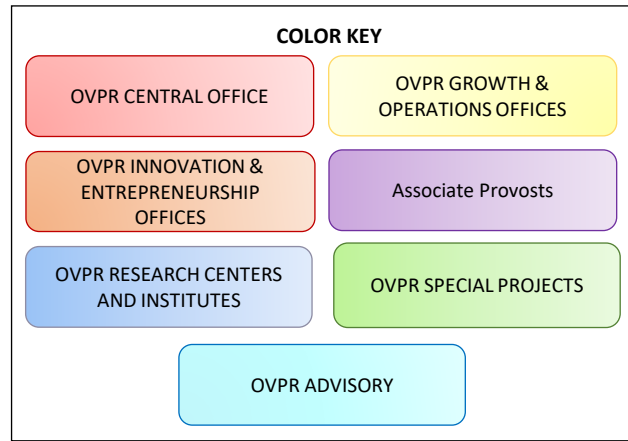 COLOR KEY
OVPR CENTRAL OFFICE
OVPR GROWTH &
OPERATIONS OFFICES
OVPR INNOVATION &
ENTREPRENEURSHIP
OFFICES
Associate Provosts
OVPR RESEARCH CENTERS
AND INSTITUTES
OVPR SPECIAL PROJECTS
OVPR ADVISORY